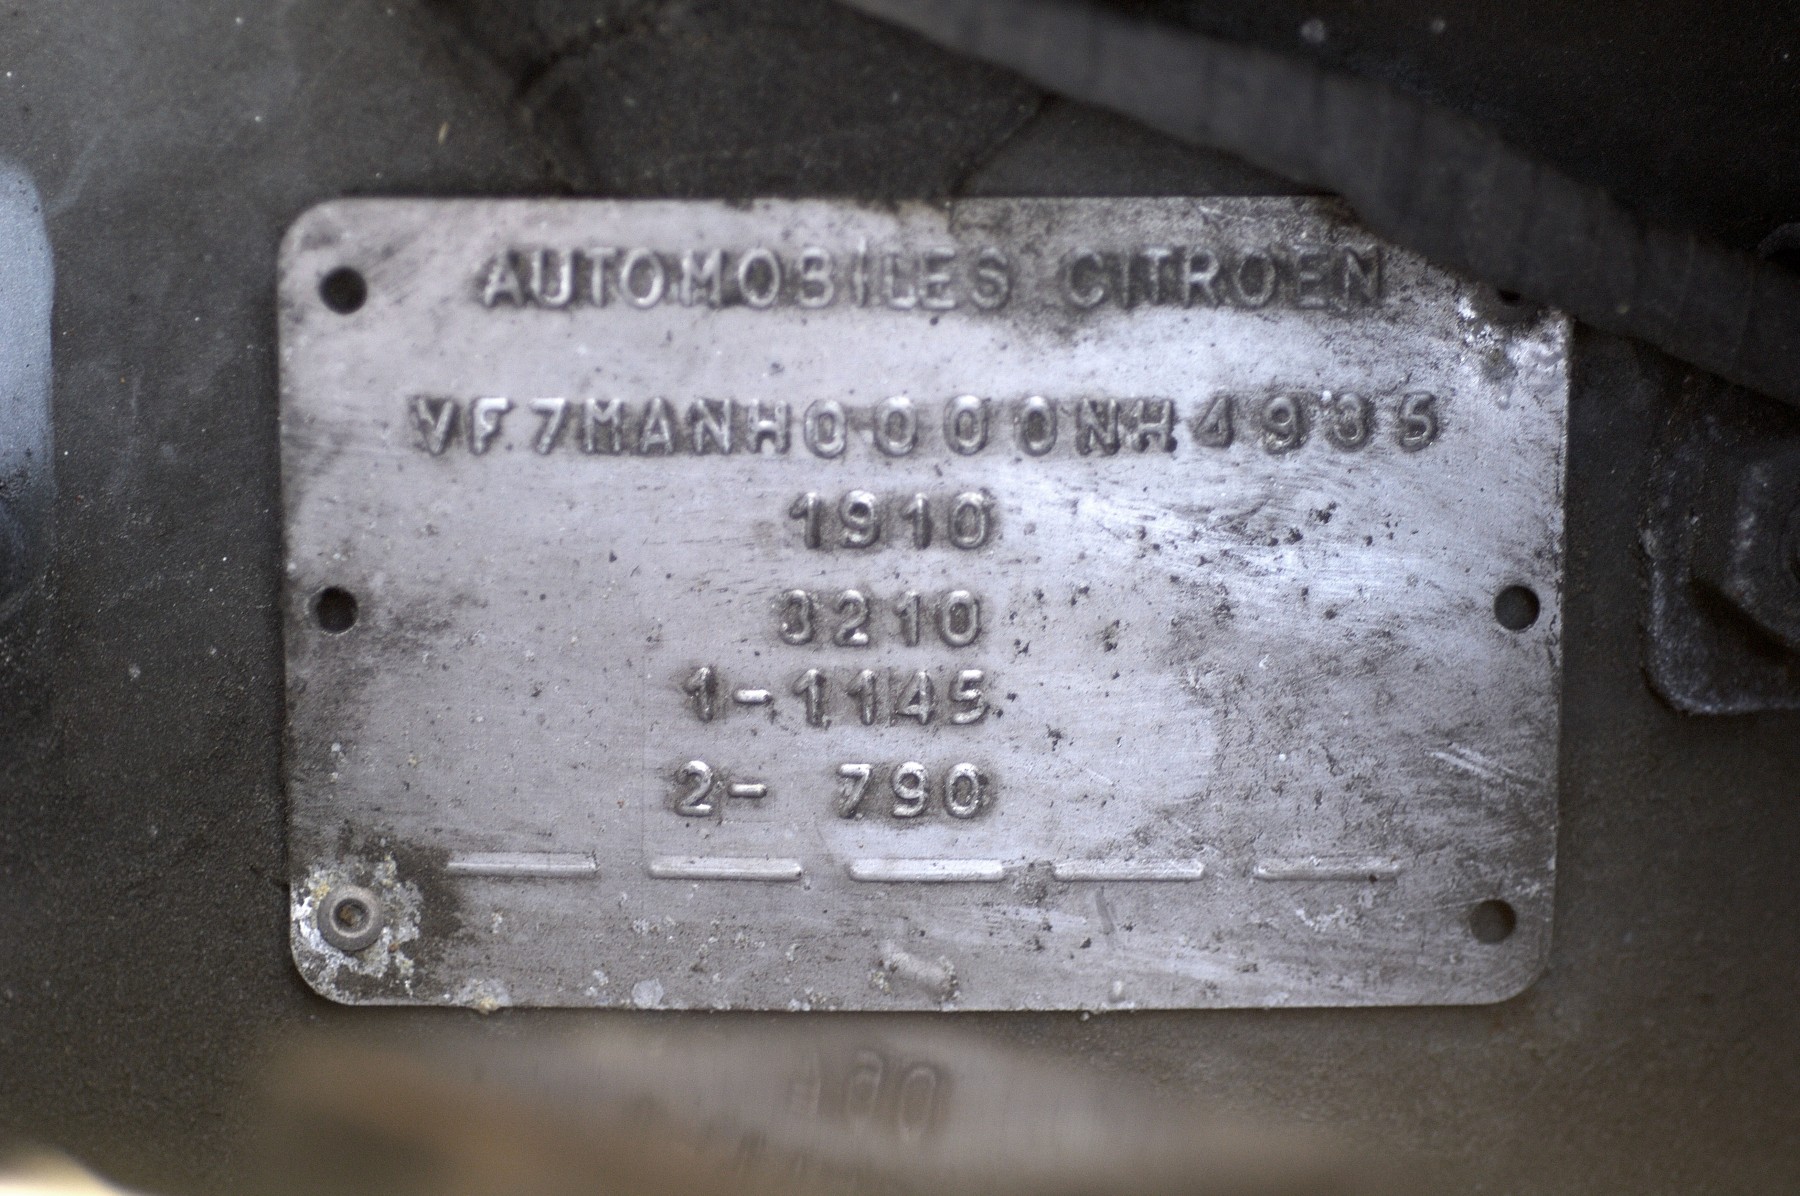 AUTOMOBILES CITROEN
VF7MANH0000NH4935
1910
3210
1-1145
2- 790